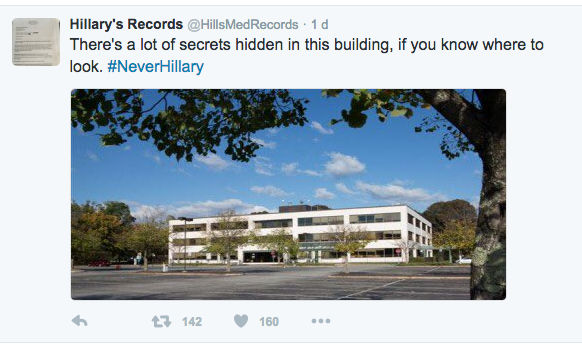 Hillary's Records @HillsMedRecords · 1 d
There's a lot of secrets hidden in this building, if you know where to
look. #NeverHillary
142 160